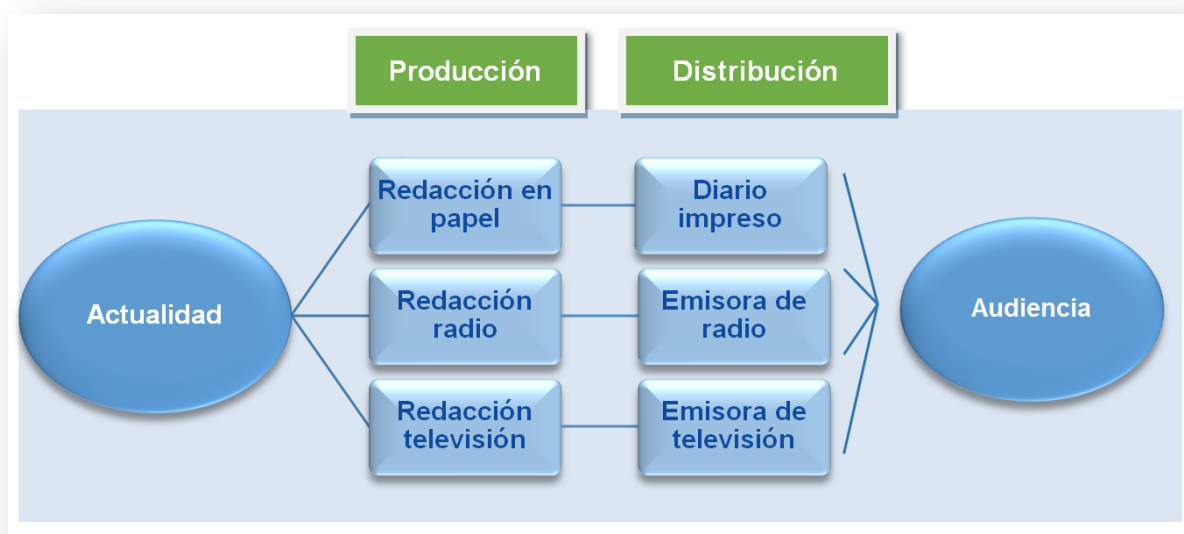 Producción
Distribución
Redacción en
papel
Diario
impreso
Actualidad
Redacción
radio
Emisora de
radio
Audiencia
Redacción
televisión
Emisora de
televisión